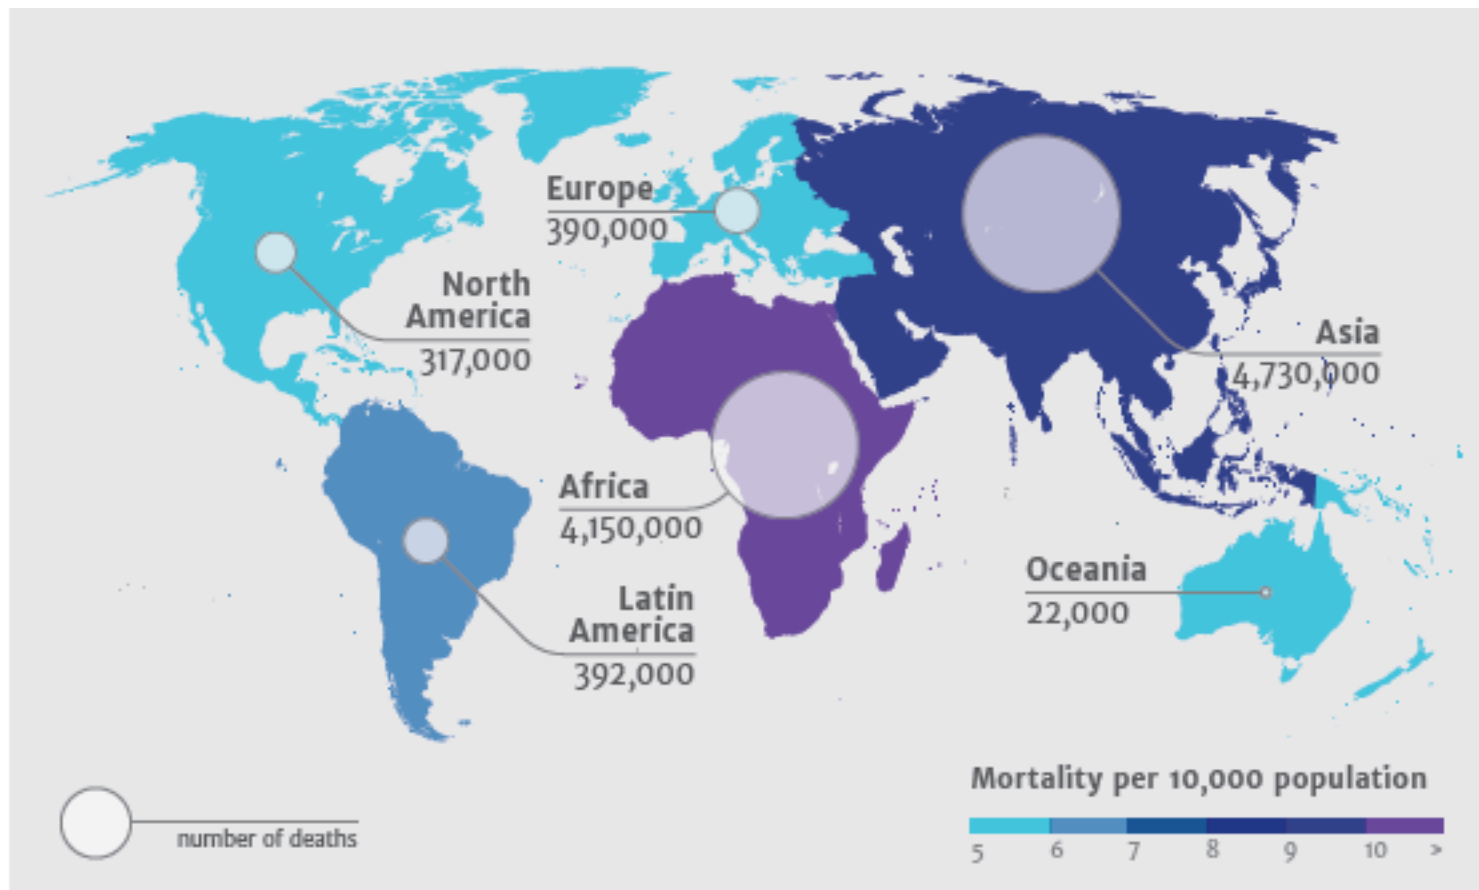 Europe
390,000
North
America
317,000
Asia
4,730,000
Africa
4,150,000
Oceania
22,000
Latin
America
392,000
Mortality per 10,000 population
5 6 7 8 9 10 >
number of deaths